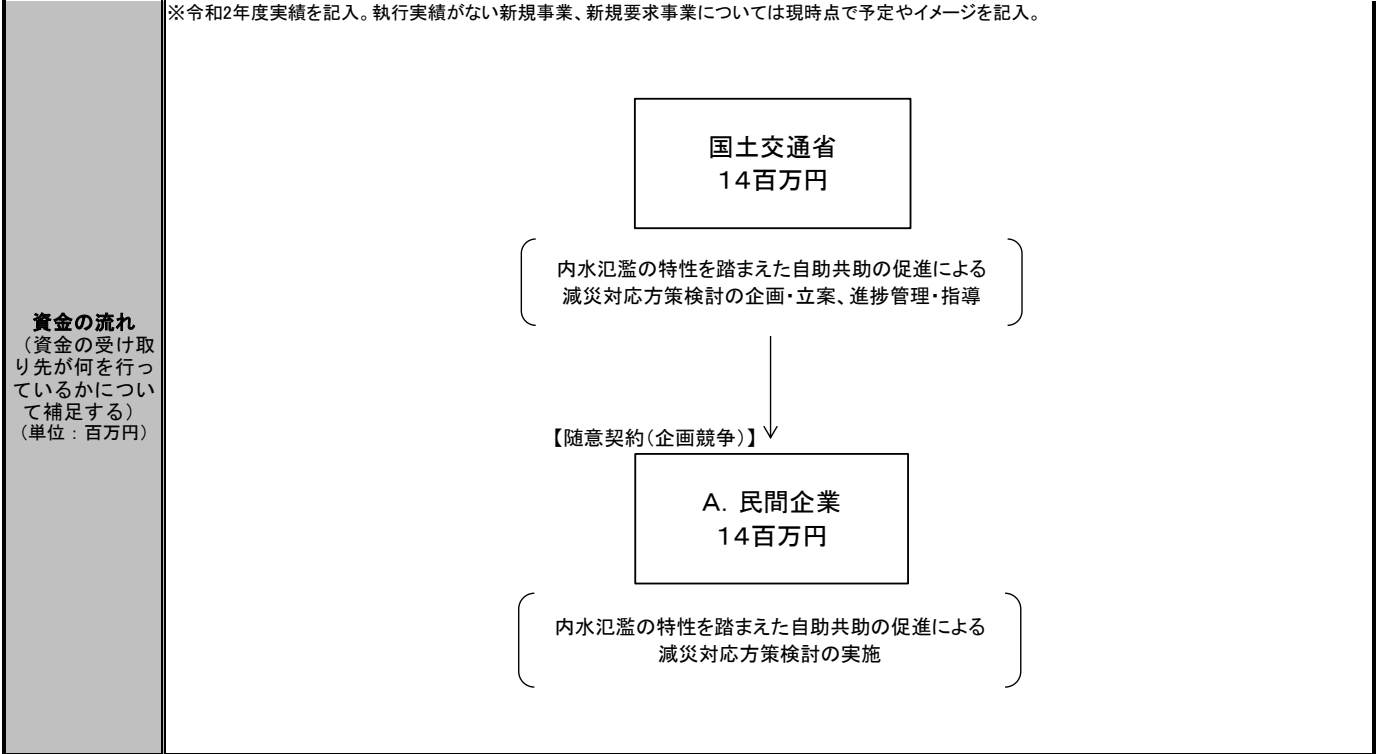 ※令和2年度実績を記入。執行実績がない新規事業、新規要求事業については現時点で予定やイメージを記入。
資金の流れ
（資金の受け取
り先が何を行っ
ているかについ
て補足する）
（単位：百万円）
国土交通省
１４百万円
内水氾濫の特性を踏まえた自助共助の促進による
減災対応方策検討の企画・立案、進捗管理・指導
【随意契約（企画競争）】
Ａ．民間企業
１４百万円
内水氾濫の特性を踏まえた自助共助の促進による
減災対応方策検討の実施